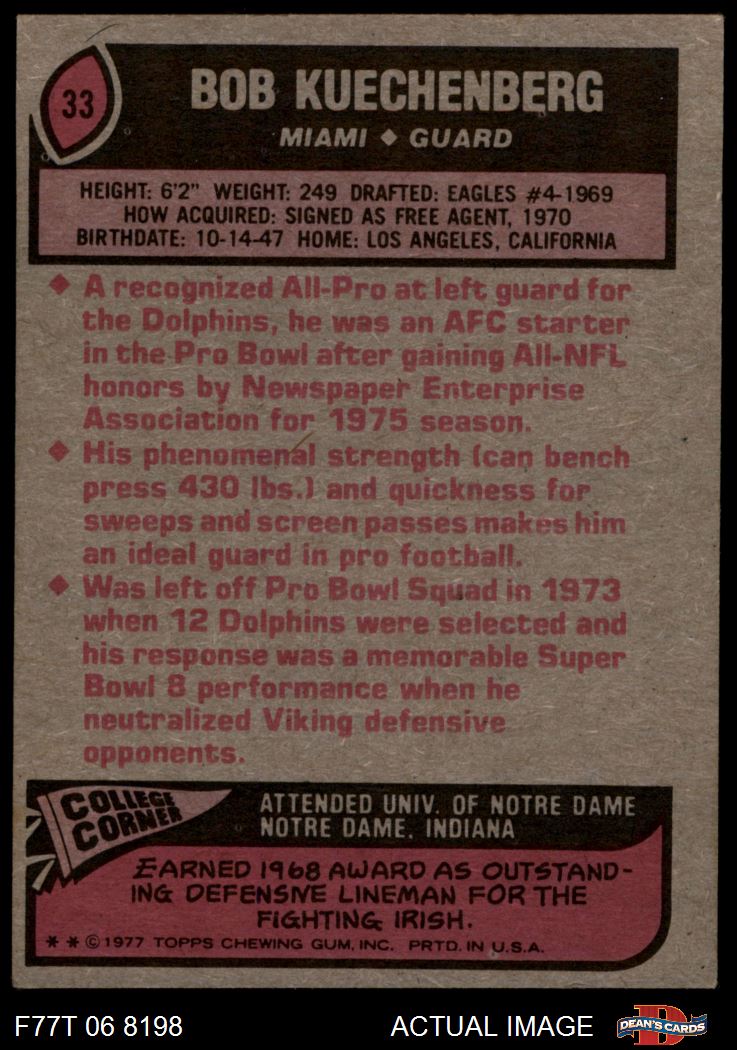 33
BOB KUECHENBERG
MIAMI ◆ GUARD
HEIGHT: 6'2" WEIGHT: 249 DRAFTED: EAGLES #4-1969
HOW ACQUIRED: SIGNED AS FREE AGENT, 1970
BIRTHDATE: 10-14-47 HOME: LOS ANGELES, CALIFORNIA
◆ A recognized All-Pro at left guard for
the Dolphins, he was an AFC starter
in the Pro Bowl after gaining All-NFL
honors by Newspaper Enterprise
Association for 1975 season.
◆ His phenomenal strength (can bench
press 430 lbs.) and quickness for
sweeps and screen passes makes him
an ideal guard in pro football.
◆ Was left off Pro Bowl Squad in 1973
when 12 Dolphins were selected and
his response was a memorable Super
Bowl 8 performance when he
neutralized Viking defensive
opponents.
COLLEGE
CORNER
ATTENDED UNIV. OF NOTRE DAME
NOTRE DAME, INDIANA
EARNED 1968 AWARD AS OUTSTAND-
ING DEFENSIVE LINEMAN FOR THE
FIGHTING IRISH.
* * © 1977 TOPPS CHEWING GUM, INC. PRTD. IN U.S.A.
F77T 06 8198
ACTUAL IMAGE
D
DEAN'S CARDS